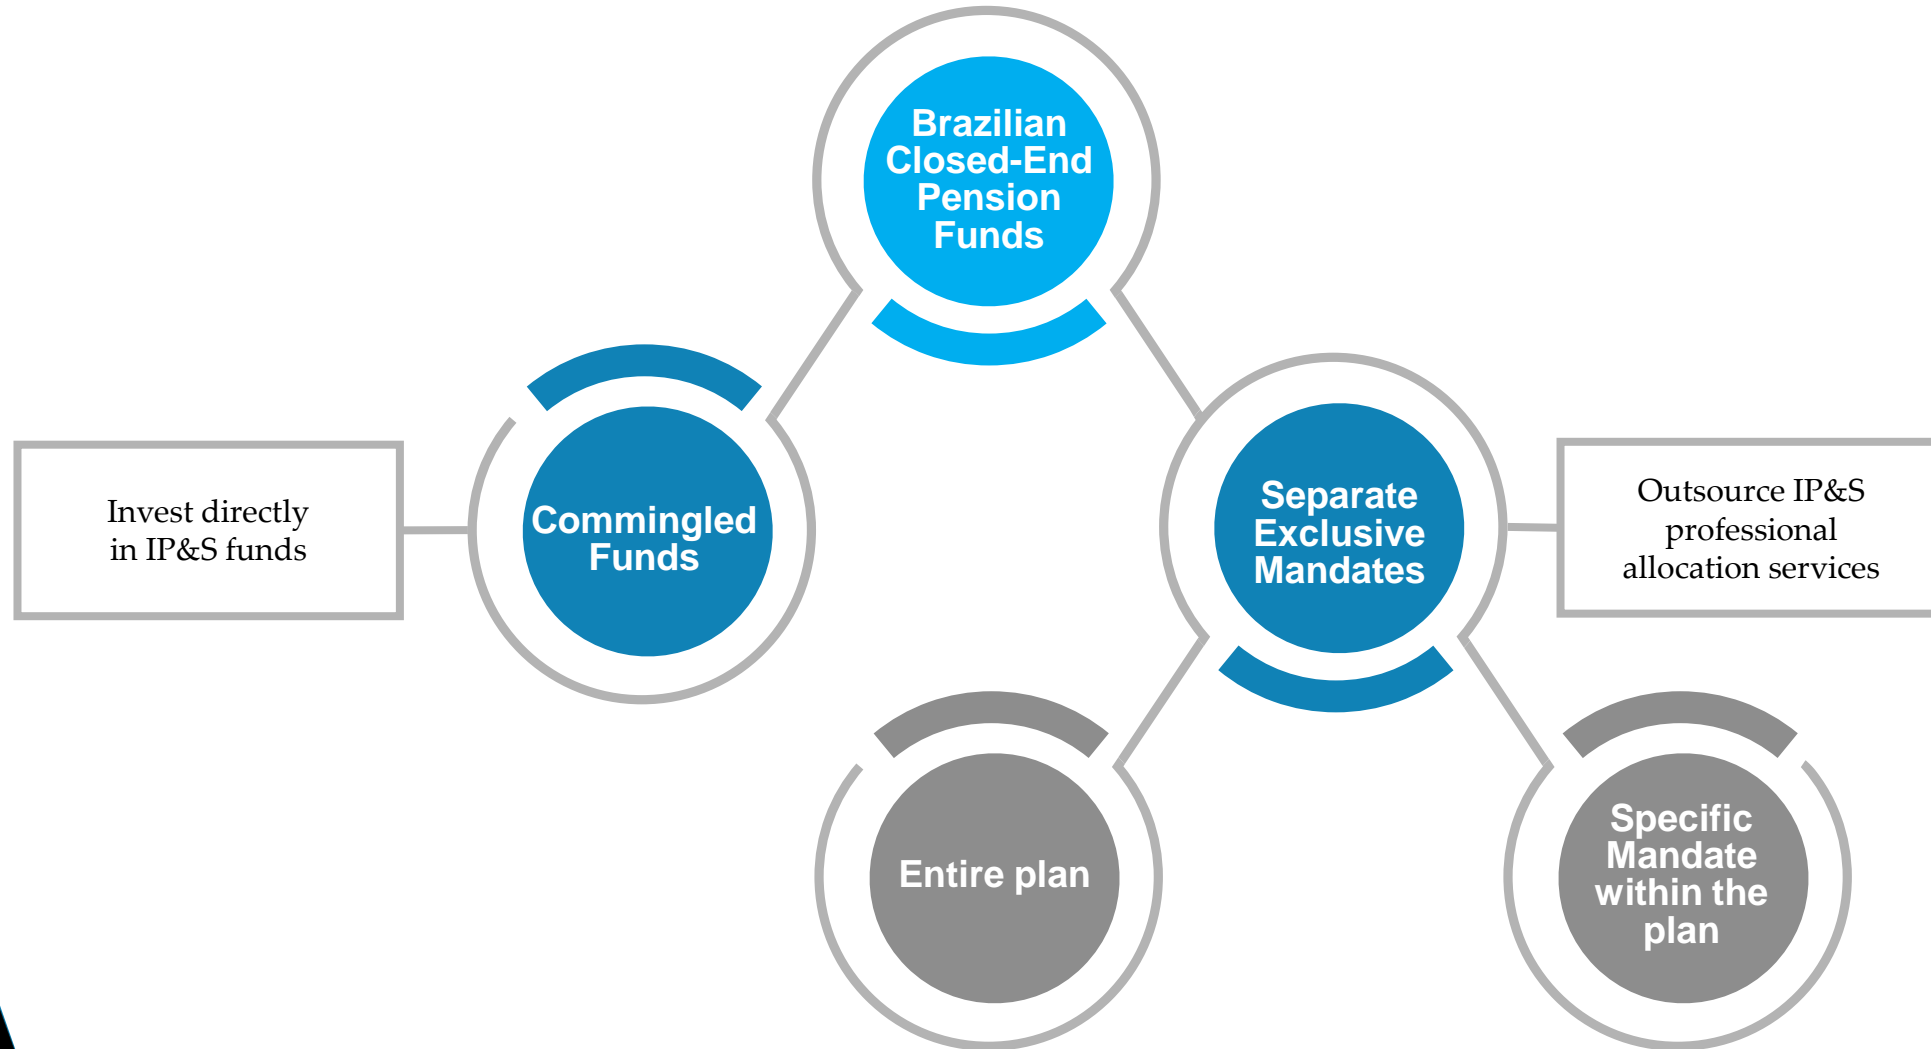 Brazilian
Closed-End
Pension
Funds
Invest directly
in IP&S funds
Commingled
Funds
Separate
Exclusive
Mandates
Outsource IP&S
professional
allocation services
Entire plan
Specific
Mandate
within the
plan